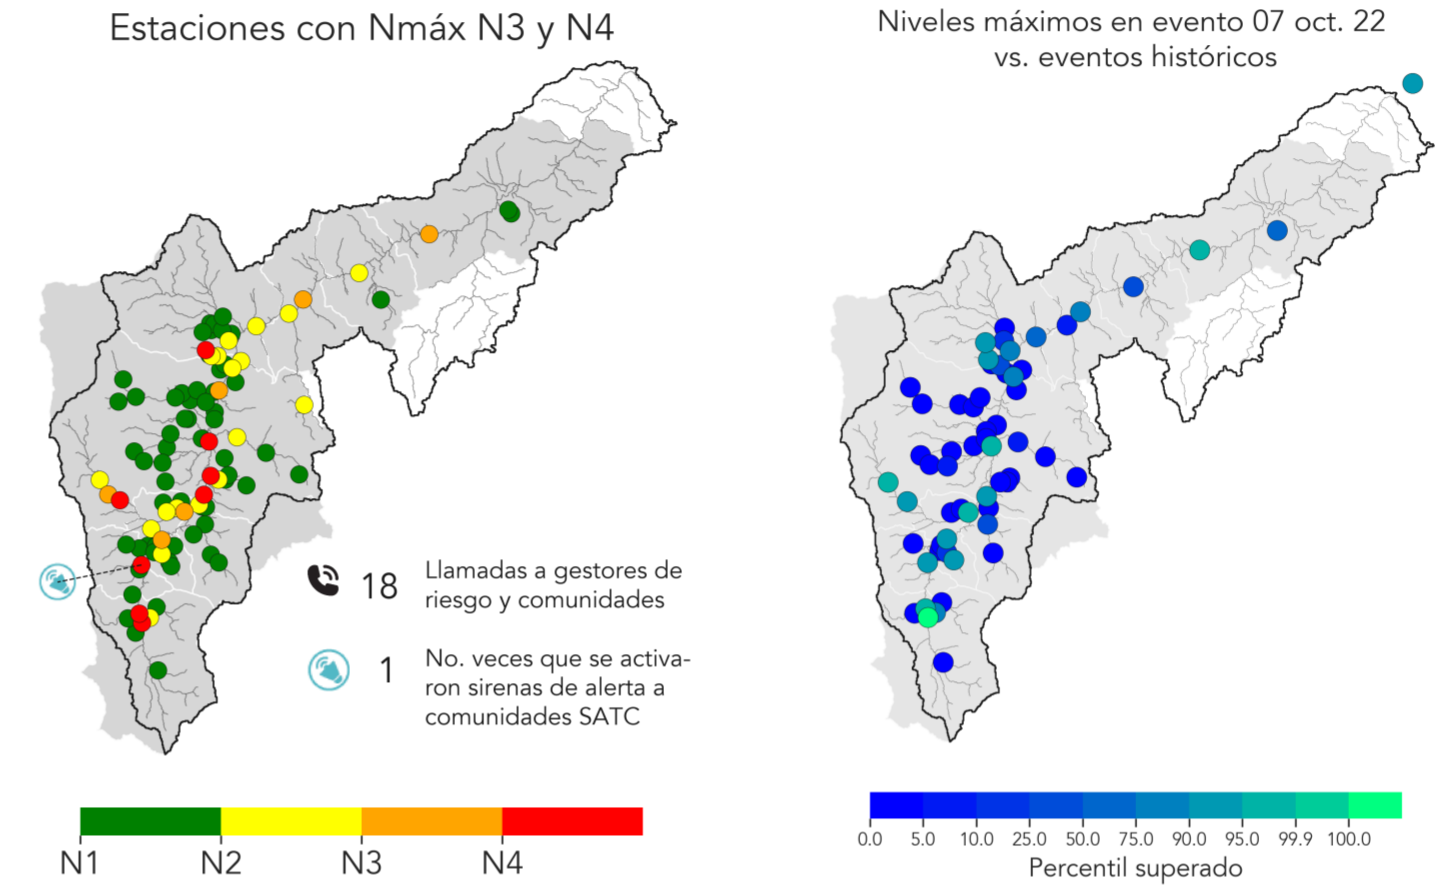 Estaciones con Nmáx N3 y N4
Niveles máximos en evento 07 oct. 22
vs. eventos históricos
18
Llamadas a gestores de
riesgo y comunidades
1
No. veces que se activa-
ron sirenas de alerta a
comunidades SATC
N1 N2 N3 N4
0.0 5.0 10.0 25.0 50.0 75.0 90.0 95.0 99.9 100.0
Percentil superado